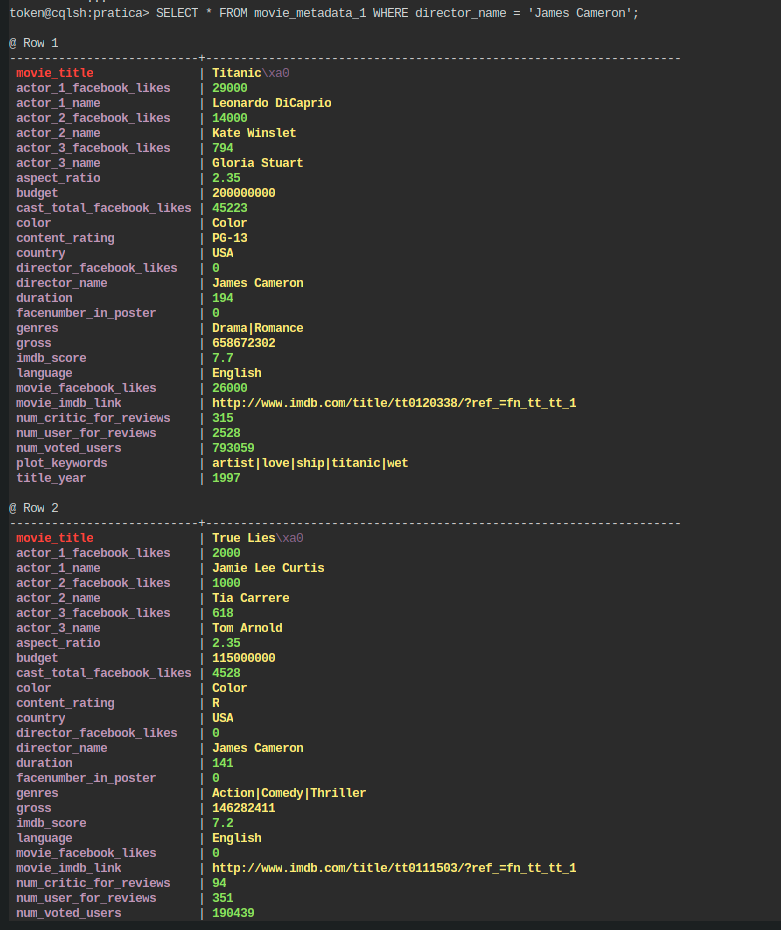 token@cqlsh:pratica> SELECT * FROM movie_metadata_1 WHERE director_name = 'James Cameron';
@ Row 1
---------------------------+-------------------------------------------------------------------
movie_title | Titanic\xa0
actor_1_facebook_likes | 29000
actor_1_name | Leonardo DiCaprio
actor_2_facebook_likes | 14000
actor_2_name | Kate Winslet
actor_3_facebook_likes | 794
actor_3_name | Gloria Stuart
aspect_ratio | 2.35
budget | 200000000
cast_total_facebook_likes | 45223
color | Color
content_rating | PG-13
country | USA
director_facebook_likes | 0
director_name | James Cameron
duration | 194
facenumber_in_poster | 0
genres | Drama|Romance
gross | 658672302
imdb_score | 7.7
language | English
movie_facebook_likes | 26000
movie_imdb_link | http://www.imdb.com/title/tt0120338/?ref_=fn_tt_tt_1
num_critic_for_reviews | 315
num_user_for_reviews | 2528
num_voted_users | 793059
plot_keywords | artist|love|ship|titanic|wet
title_year | 1997
@ Row 2
---------------------------+-------------------------------------------------------------------
movie_title | True Lies\xa0
actor_1_facebook_likes | 2000
actor_1_name | Jamie Lee Curtis
actor_2_facebook_likes | 1000
actor_2_name | Tia Carrere
actor_3_facebook_likes | 618
actor_3_name | Tom Arnold
aspect_ratio | 2.35
budget | 115000000
cast_total_facebook_likes | 4528
color | Color
content_rating | R
country | USA
director_facebook_likes | 0
director_name | James Cameron
duration | 141
facenumber_in_poster | 0
genres | Action|Comedy|Thriller
gross | 146282411
imdb_score | 7.2
language | English
movie_facebook_likes | 0
movie_imdb_link | http://www.imdb.com/title/tt0111503/?ref_=fn_tt_tt_1
num_critic_for_reviews | 94
num_user_for_reviews | 351
num_voted_users | 190439